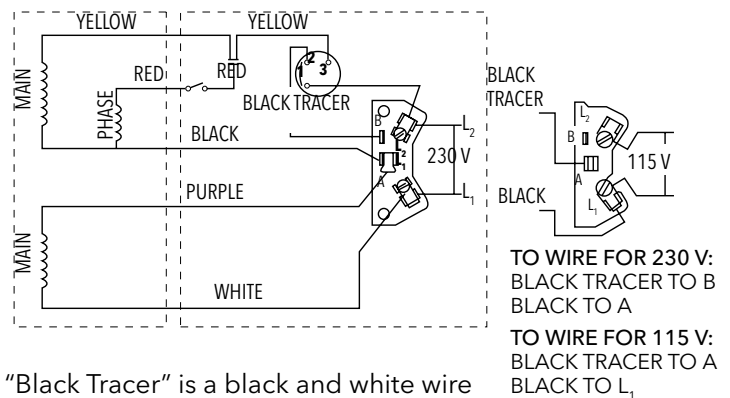 YELLOW YELLOW
MAIN
RED RED
PHASE
2
1 3
BLACK TRACER
BLACK
B
L2
L2
L1
230 V
A
L1
PURPLE
MAIN
WHITE
BLACK
TRACER
L2
B
115 V
A
BLACK
L1
TO WIRE FOR 230 V:
BLACK TRACER TO B
BLACK TO A
TO WIRE FOR 115 V:
BLACK TRACER TO A
BLACK TO L1
“Black Tracer” is a black and white wire